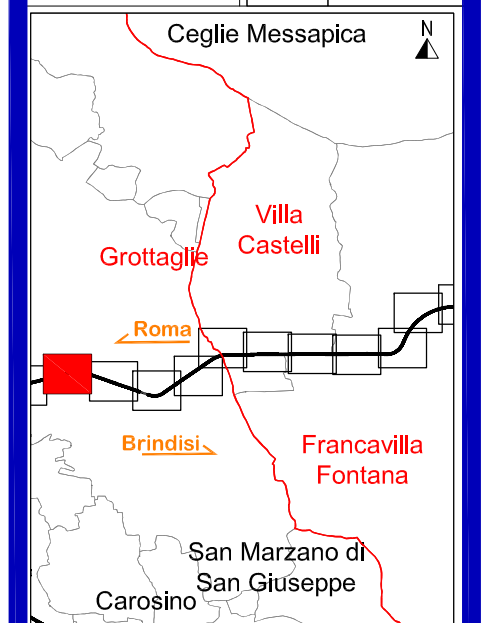 Ceglie Messapica
N
Villa
Castelli
Grottaglie
Roma
Brindisi
Francavilla
Fontana
San Marzano di
San Giuseppe
Carosino